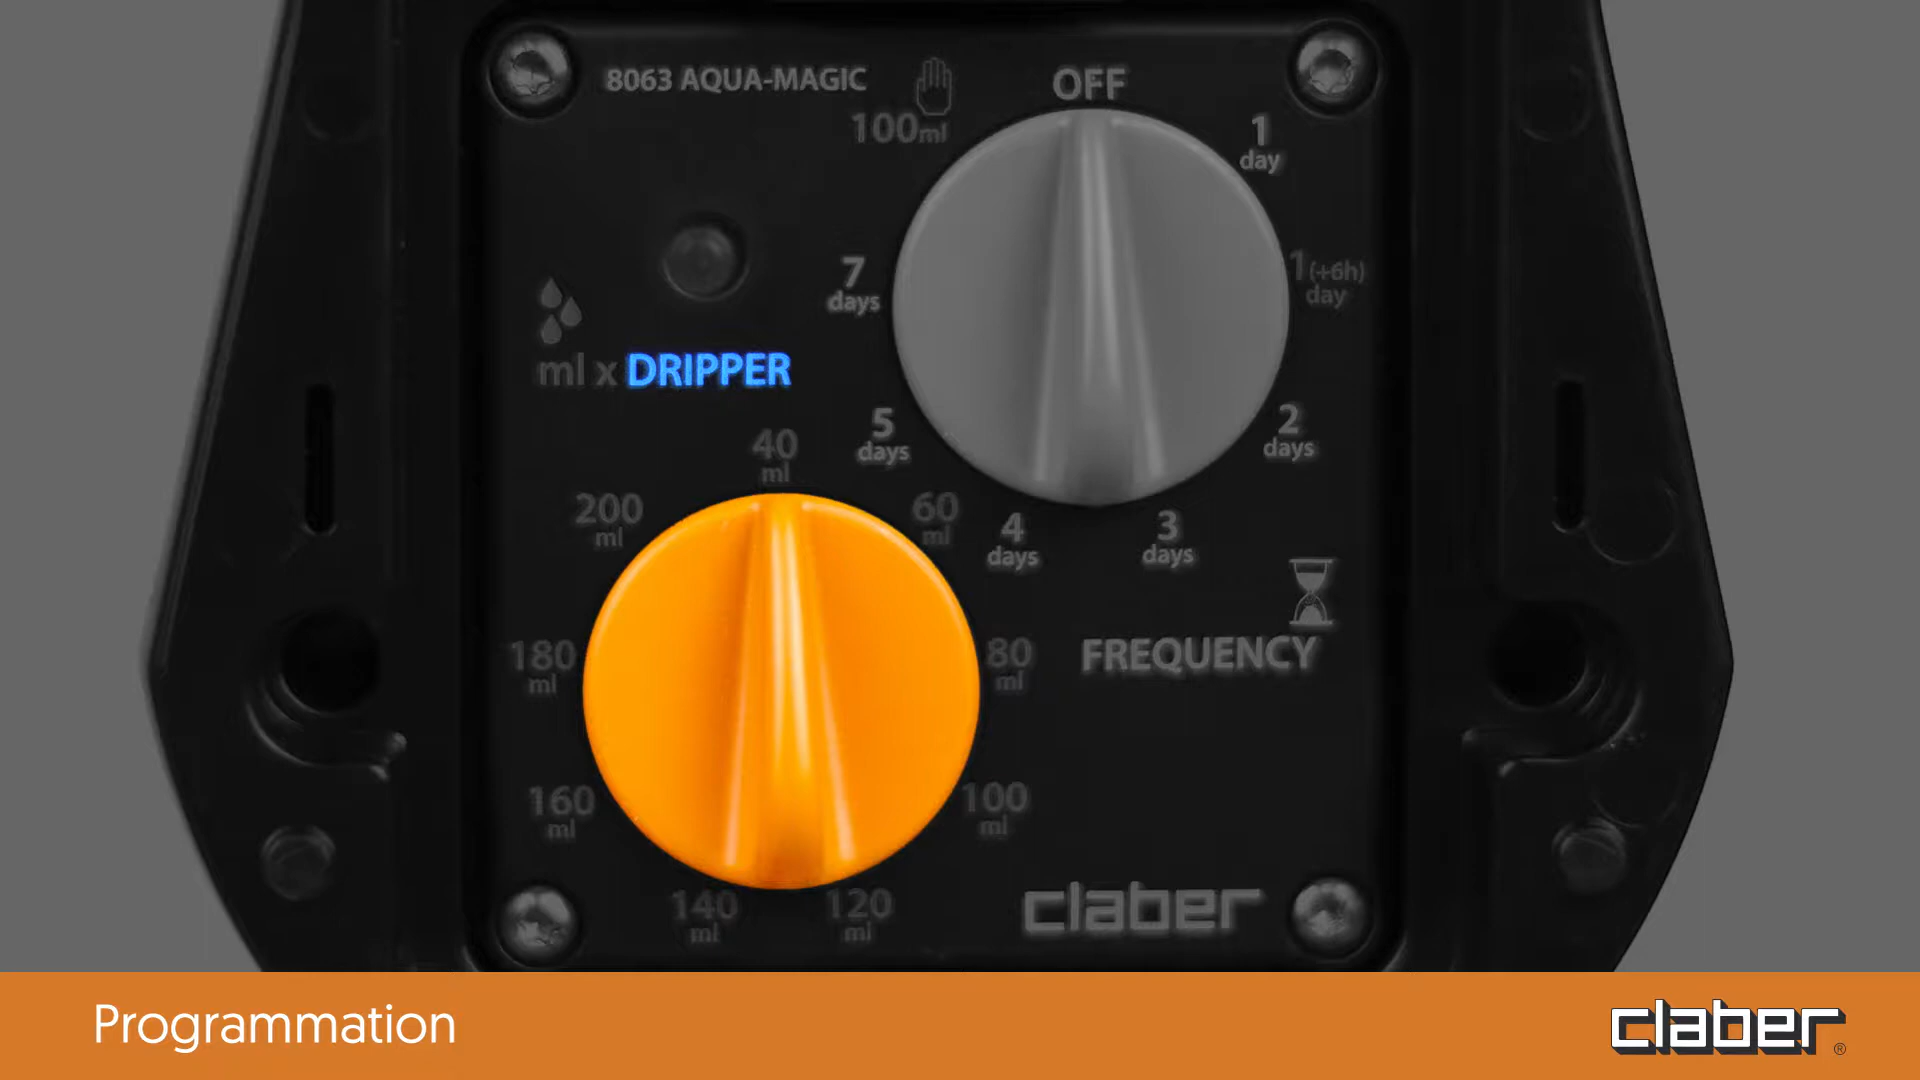 8063 AQUA-MAGIC
100ml
OFF
1
day
1(+6h)
day
2
days
3
days
4
days
5
days
7
days
FREQUENCY
ml x DRIPPER
40
ml
60
ml
80
ml
100
ml
120
ml
140
ml
160
ml
180
ml
200
ml
claber
Programmation
claber®